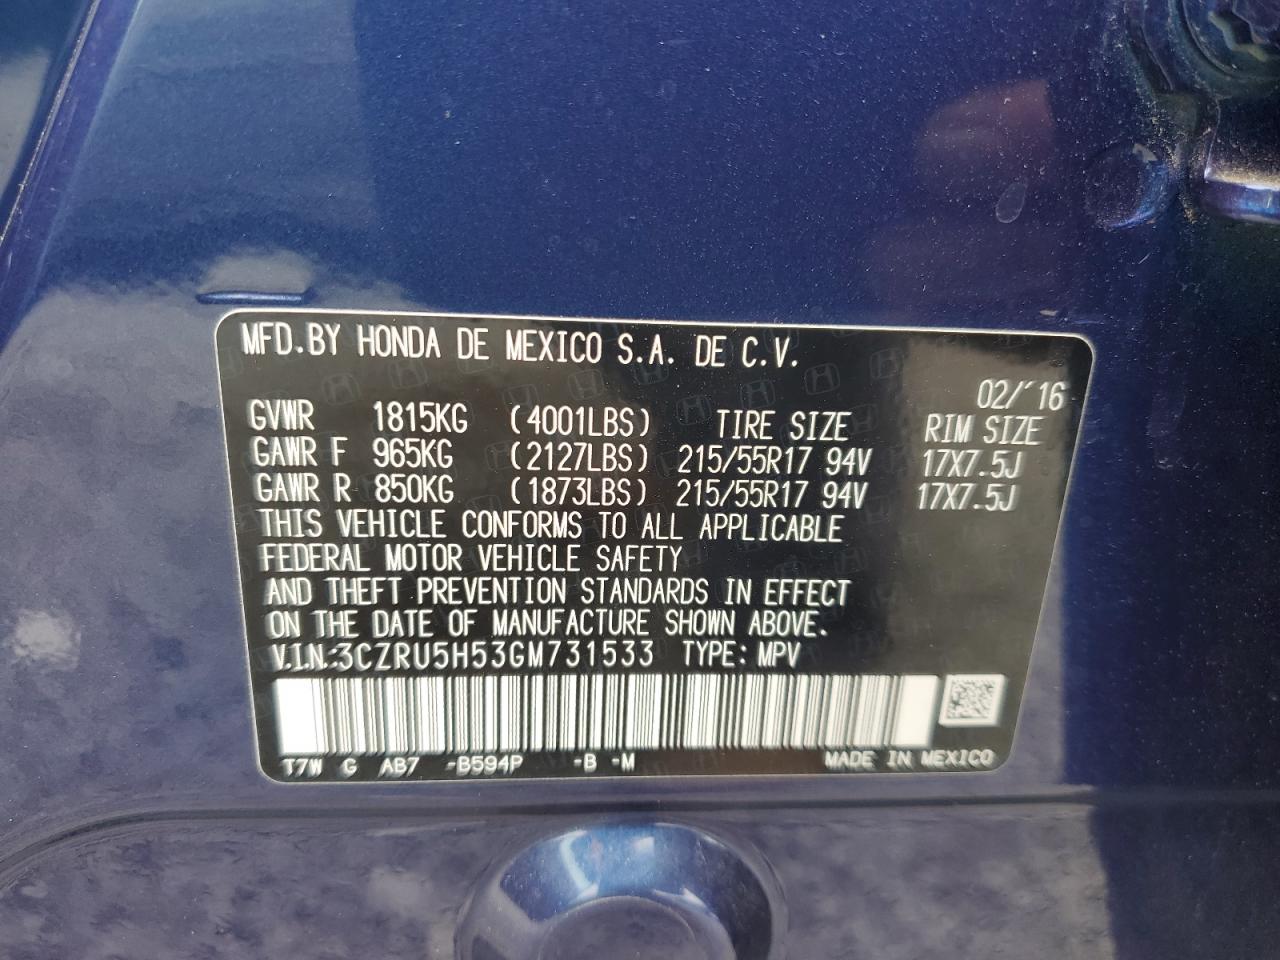 MFD.BY HONDA DE MEXICO S.A. DE C.V.
02/'16
GVWR 1815KG (4001LBS) TIRE SIZE RIM SIZE
GAWR F 965KG (2127LBS) 215/55R17 94V 17X7.5J
GAWR R 850KG (1873LBS) 215/55R17 94V 17X7.5J
THIS VEHICLE CONFORMS TO ALL APPLICABLE
FEDERAL MOTOR VEHICLE SAFETY
AND THEFT PREVENTION STANDARDS IN EFFECT
ON THE DATE OF MANUFACTURE SHOWN ABOVE.
V.I.N.:3CZRU5H53GM731533 TYPE: MPV
T7W G AB7 -B594P -B -M MADE IN MEXICO